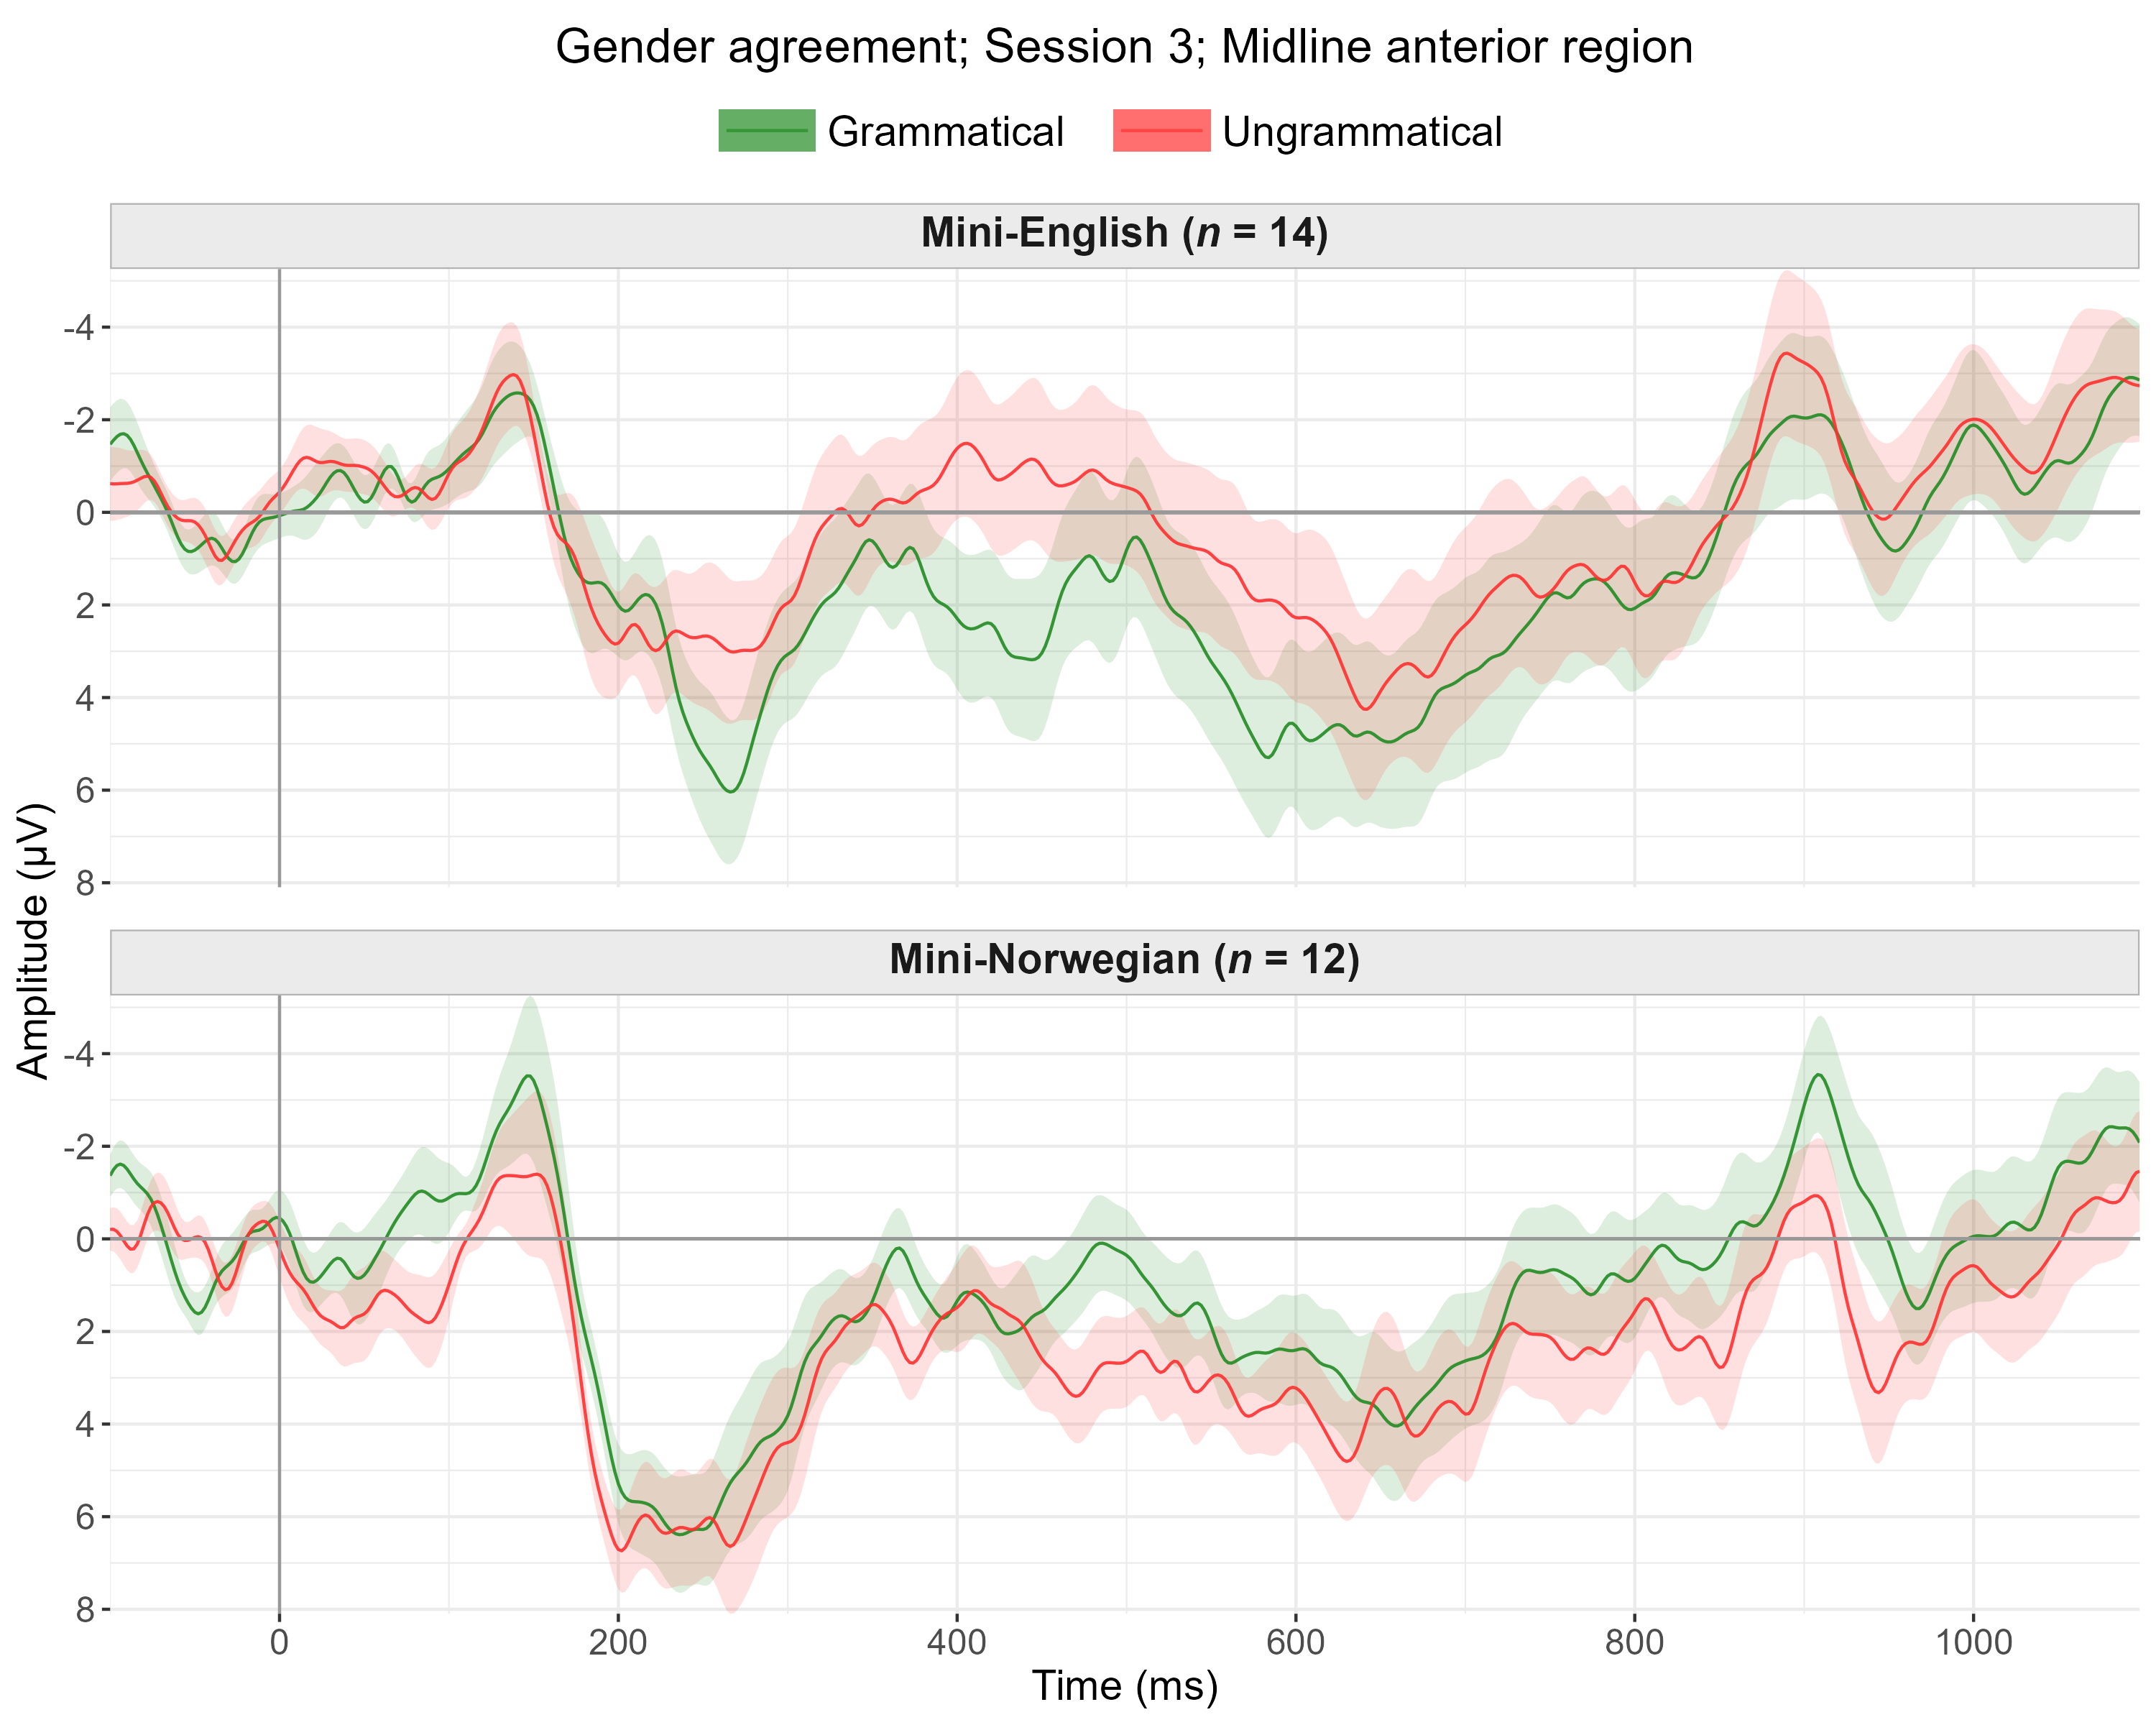 Gender agreement; Session 3; Midline anterior region
Grammatical Ungrammatical
Mini-English (n = 14)
-4
-2
0
2
4
6
8
Amplitude (µV)
Mini-Norwegian (n = 12)
-4
-2
0
2
4
6
8
0 200 400 600 800 1000
Time (ms)